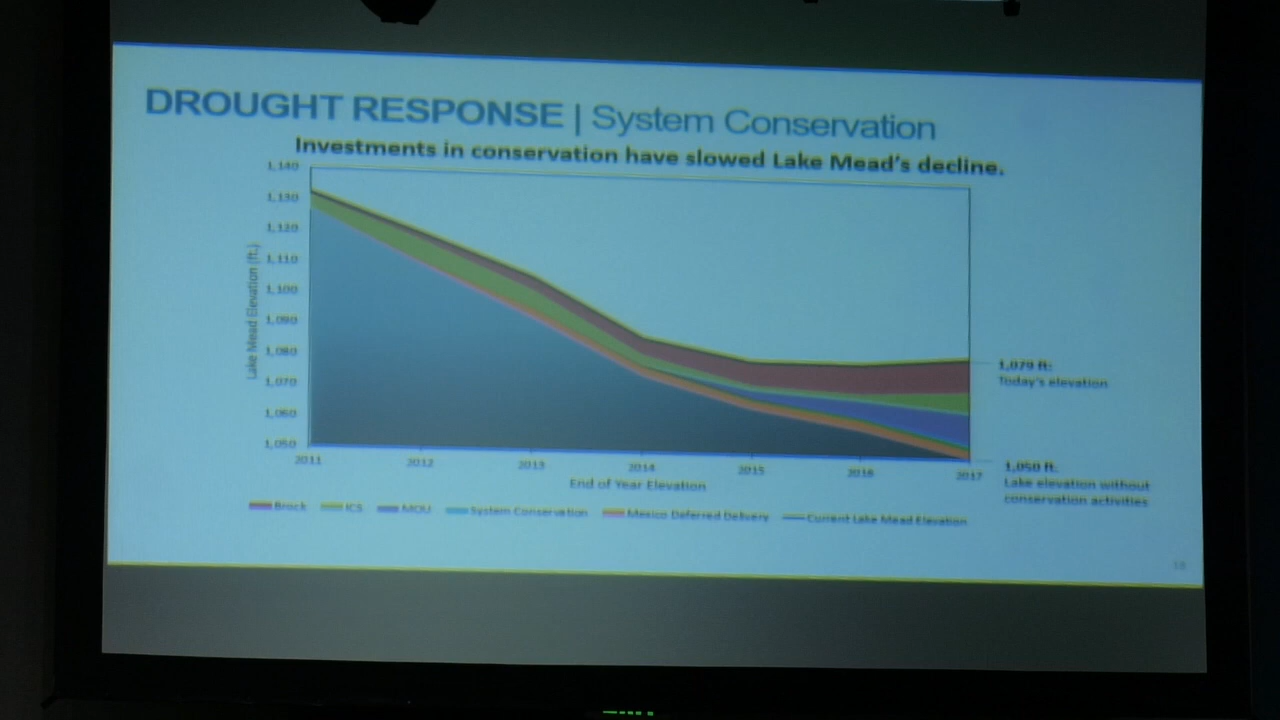 DROUGHT RESPONSE | System Conservation
Investments in conservation have slowed Lake Mead's decline.
1,140
1,130
1,120
1,110
1,100
1,090
1,080
1,070
1,060
1,050
Lake Mead Elevation (ft.)
1,079 ft:
Today's elevation
1,050 ft.
Lake elevation without
conservation activities
2011 2012 2013 2014 2015 2016 2017
End of Year Elevation
Brock ICS MOU System Conservation Mexico Deferred Delivery Current Lake Mead Elevation